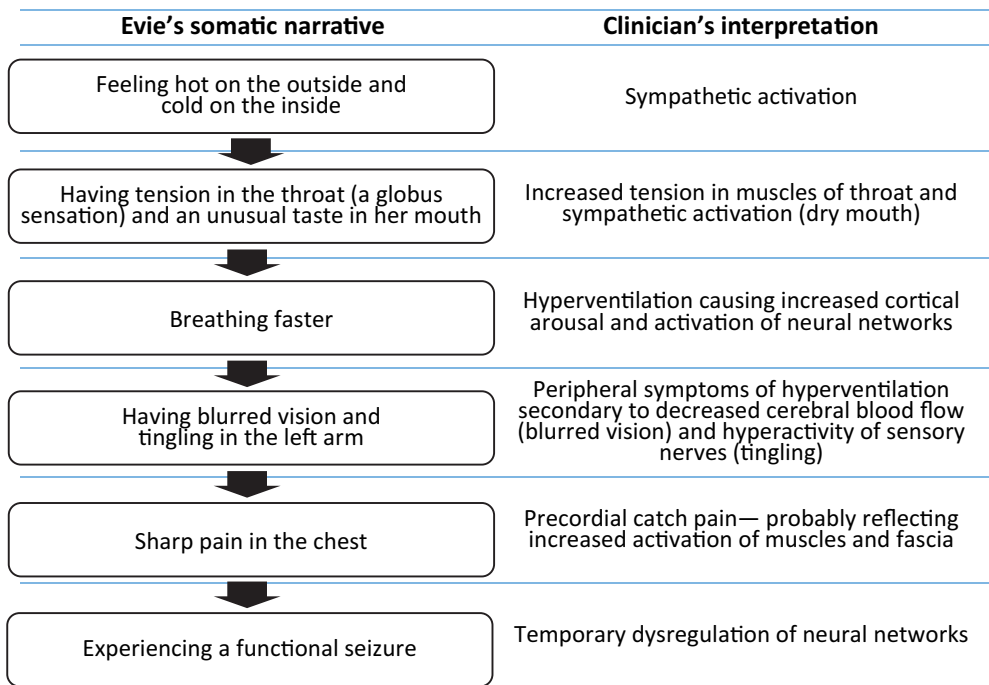 Evie's somatic narrative
Clinician's interpretation
Feeling hot on the outside and
cold on the inside
Sympathetic activation
Having tension in the throat (a globus
sensation) and an unusual taste in her mouth
Increased tension in muscles of throat and
sympathetic activation (dry mouth)
Breathing faster
Hyperventilation causing increased cortical
arousal and activation of neural networks
Having blurred vision and
tingling in the left arm
Peripheral symptoms of hyperventilation
secondary to decreased cerebral blood flow
(blurred vision) and hyperactivity of sensory
nerves (tingling)
Sharp pain in the chest
Precordial catch pain— probably reflecting
increased activation of muscles and fascia
Experiencing a functional seizure
Temporary dysregulation of neural networks